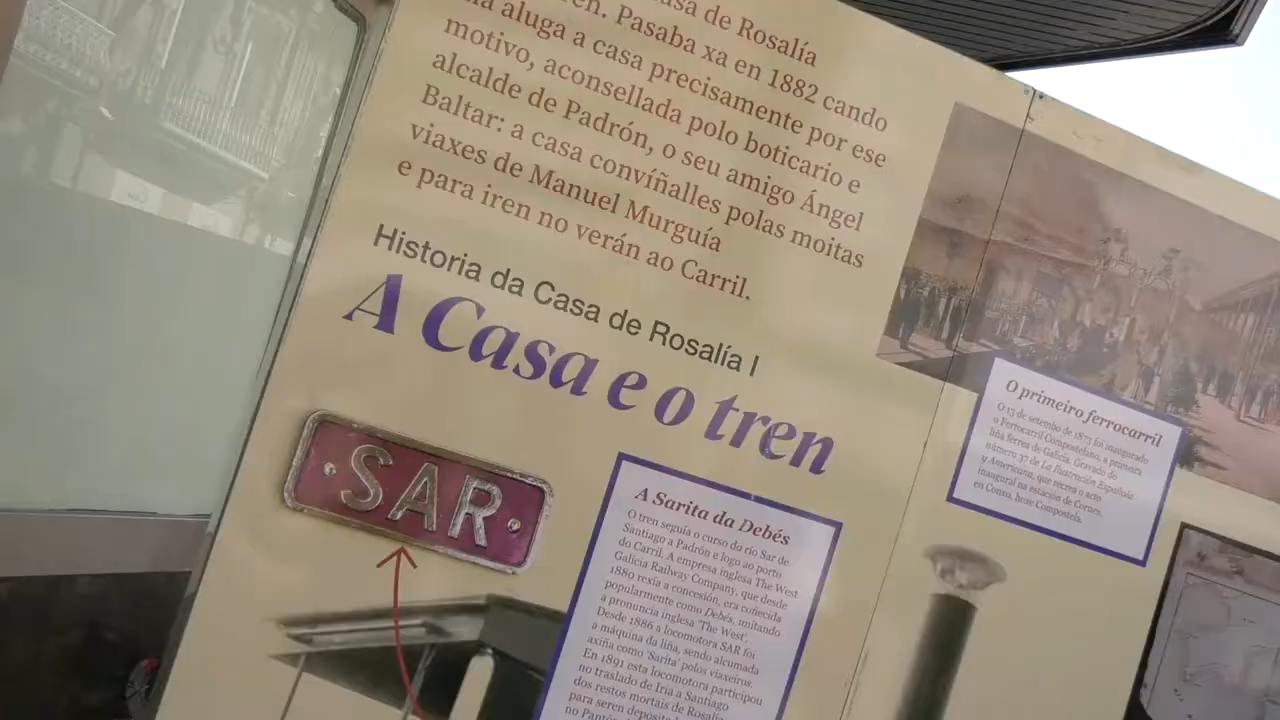 asa de Rosalía
ren. Pasaba xa en 1882 cando
aluga a casa precisamente por ese
motivo, aconsellada polo boticario e
alcalde de Padrón, o seu amigo Ángel
Baltar: a casa convíñalles polas moitas
viaxes de Manuel Murguía
e para iren no verán ao Carril.
Historia da Casa de Rosalía I
A Casa e o tren
SAR
A Sarita da Debés
O tren seguía o curso do río Sar de
Santiago a Padrón e logo ao porto
do Carril. A empresa inglesa The West
Galicia Railway Company, que desde
1880 rexía a concesión, era coñecida
popularmente como Debés, imitando
a pronuncia inglesa 'The West'.
Desde 1886 a locomotora SAR foi
a máquina da liña, sendo alcumada
axiña como 'Sarita' polos viaxeiros.
En 1891 esta locomotora participou
no traslado de Iria a Santiago
dos restos mortais de Rosalía
para seren
no
O primeiro ferrocarril
O 15 de setembro de 1873 foi inaugurado
o Ferrocarril Compostelano, a primeira
liña férrea de Galicia. Gravado do
número 37 de La Ilustración Española
y Americana, que recrea o acto
inaugural na estación de Cornes,
en Conxo, hoxe Compostela.